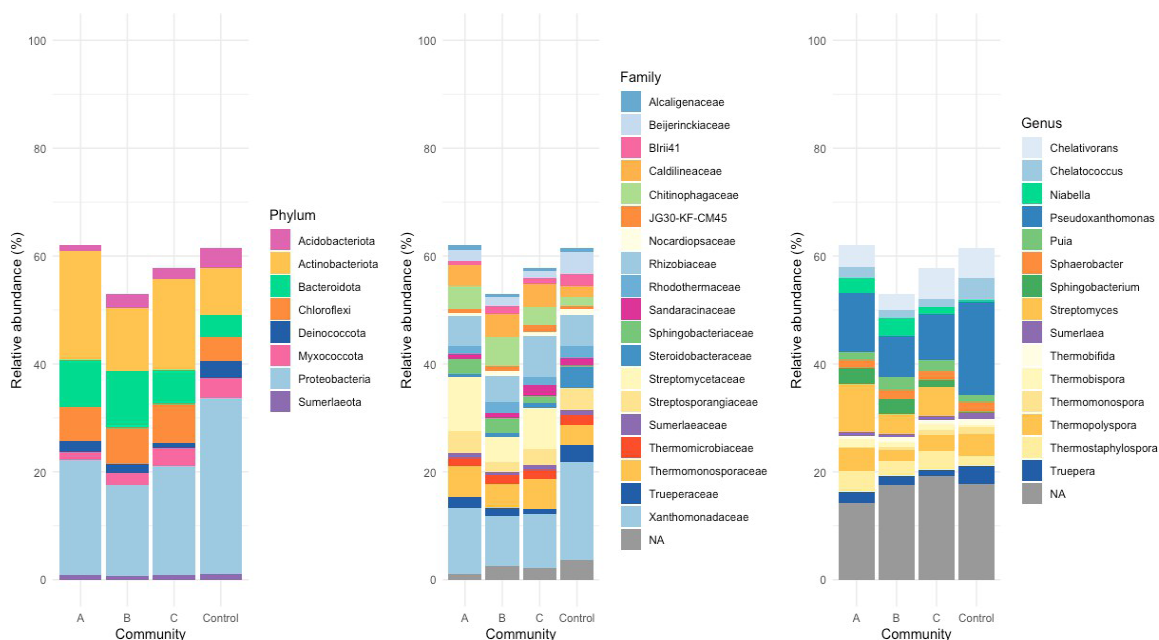 Relative abundance (%)
100
80
60
40
20
0
A
B
C
Control
Community
Phylum
Acidobacteriota
Actinobacteriota
Bacteroidota
Chloroflexi
Deinococcota
Myxococcota
Proteobacteria
Sumerlaeota
Relative abundance (%)
100
80
60
40
20
0
A
B
C
Control
Community
Family
Alcaligenaceae
Beijerinckiaceae
BIrii41
Caldilineaceae
Chitinophagaceae
JG30-KF-CM45
Nocardiopsaceae
Rhizobiaceae
Rhodothermaceae
Sandaracinaceae
Sphingobacteriaceae
Steroidobacteraceae
Streptomycetaceae
Streptosporangiaceae
Sumerlaeaceae
Thermomicrobiaceae
Thermomonosporaceae
Trueperaceae
Xanthomonadaceae
NA
Relative abundance (%)
100
80
60
40
20
0
A
B
C
Control
Community
Genus
Chelativorans
Chelatococcus
Niabella
Pseudoxanthomonas
Puia
Sphaerobacter
Sphingobacterium
Streptomyces
Sumerlaea
Thermobifida
Thermobispora
Thermomonospora
Thermopolyspora
Thermostaphylospora
Truepera
NA